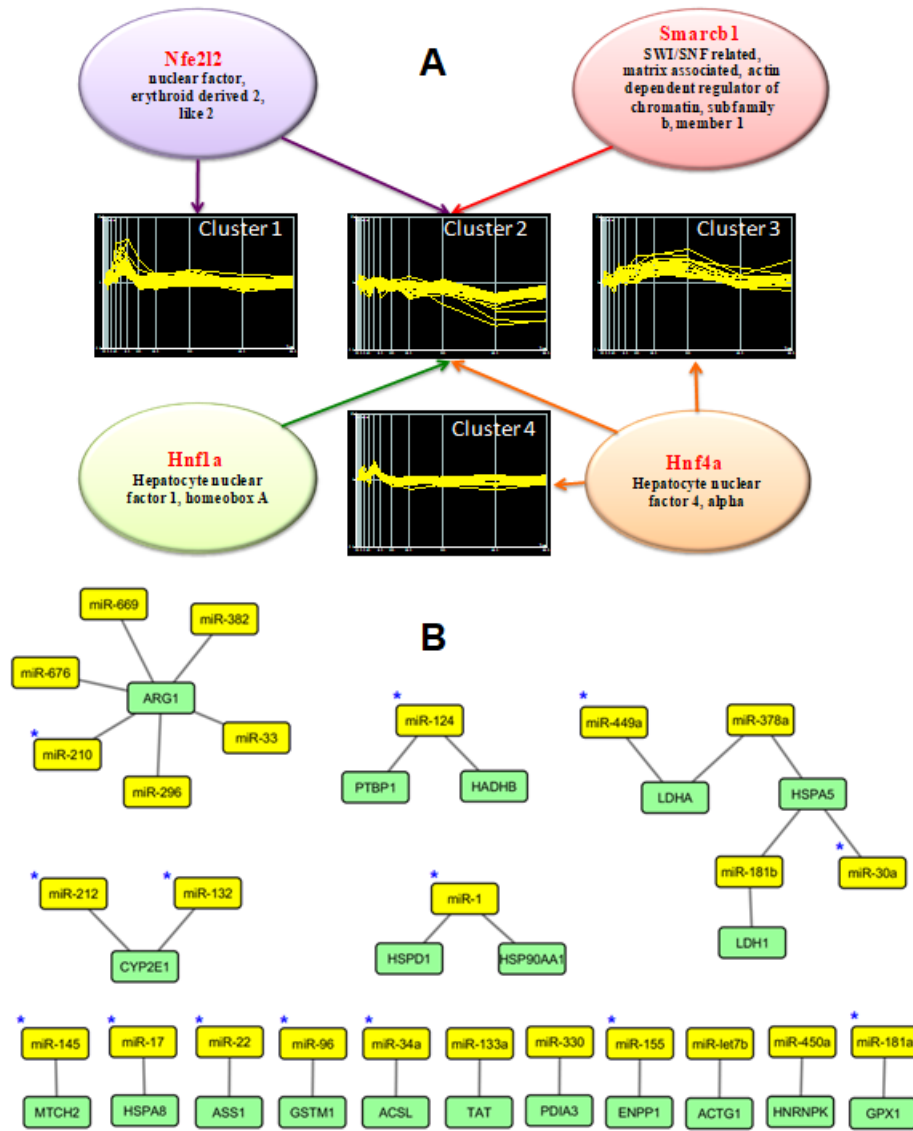 A
Nfe2l2
nuclear factor,
erythroid derived 2,
like 2
Smarcb1
SWI/SNF related,
matrix associated, actin
dependent regulator of
chromatin, subfamily
b, member 1
Cluster 1
Cluster 2
Cluster 3
Hnf1a
Hepatocyte nuclear
factor 1, homeobox A
Cluster 4
Hnf4a
Hepatocyte nuclear
factor 4, alpha
B
miR-669
miR-382
miR-676
ARG1
* miR-210
miR-33
miR-296
* miR-124
PTBP1
HADHB
* miR-449a
miR-378a
LDHA
HSPA5
miR-181b
* miR-30a
LDH1
* miR-212
* miR-132
CYP2E1
* miR-1
HSPD1
HSP90AA1
* miR-145
* miR-17
* miR-22
* miR-96
* miR-34a
miR-133a
miR-330
* miR-155
miR-let7b
miR-450a
* miR-181a
MTCH2
HSPA8
ASS1
GSTM1
ACSL
TAT
PDIA3
ENPP1
ACTG1
HNRNPK
GPX1